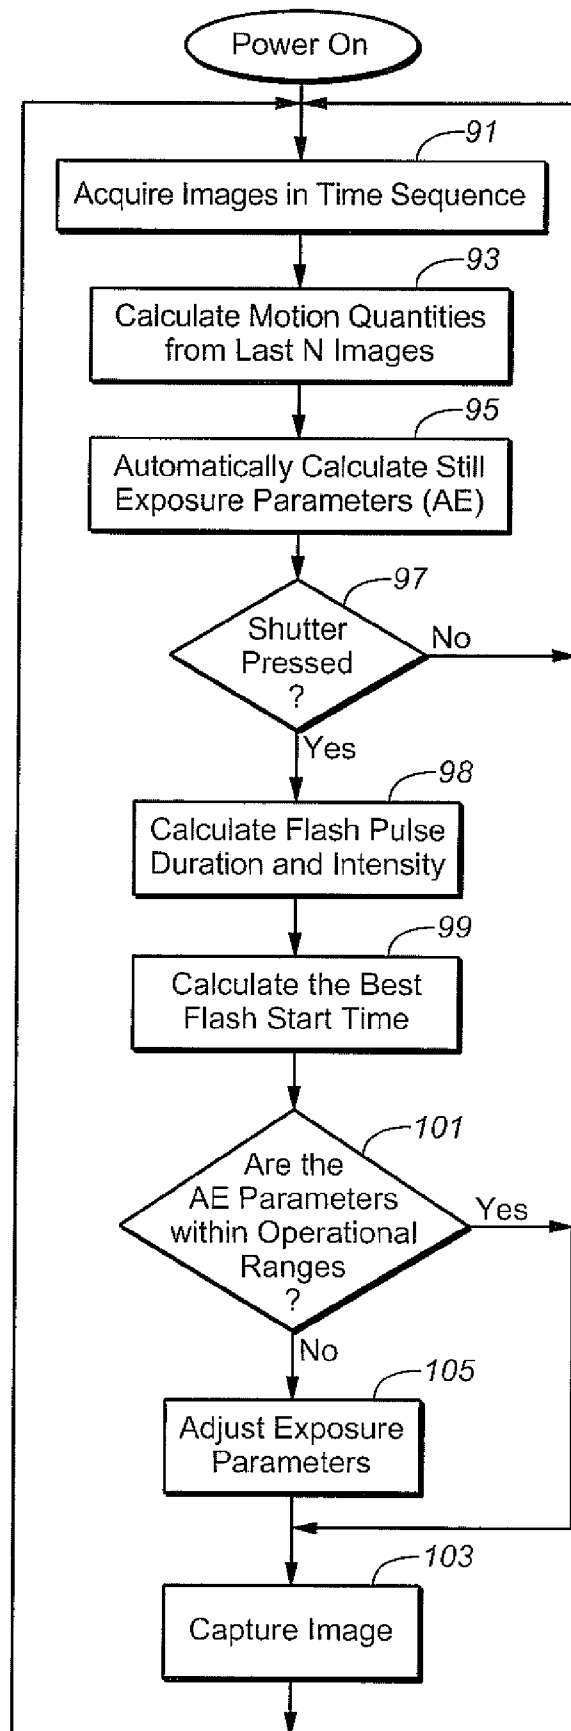 Power On
91
Acquire Images in Time Sequence
93
Calculate Motion Quantities
from Last N Images
95
Automatically Calculate Still
Exposure Parameters (AE)
97
Shutter
Pressed
?
No
Yes
98
Calculate Flash Pulse
Duration and Intensity
99
Calculate the Best
Flash Start Time
101
Are the
AE Parameters
within Operational
Ranges
?
Yes
No
105
Adjust Exposure
Parameters
103
Capture Image